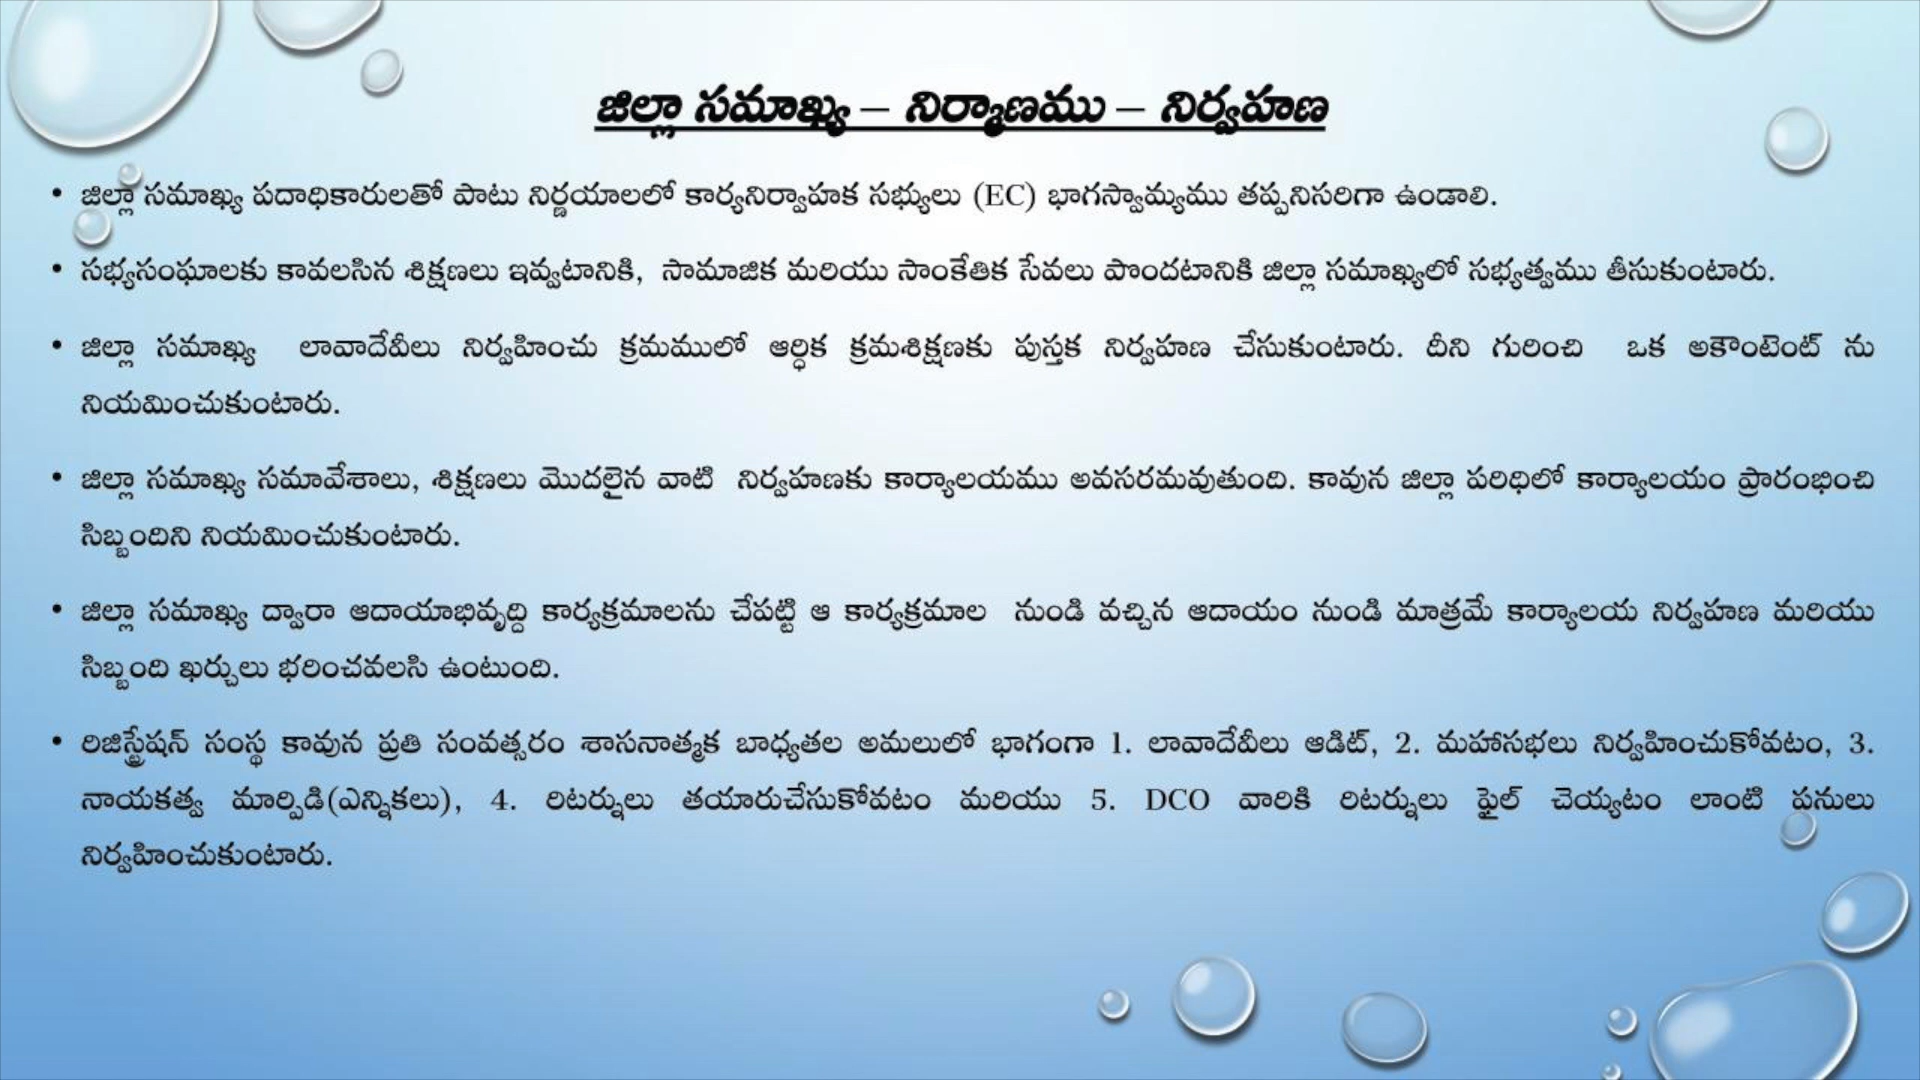 జిల్లా సమాఖ్య – నిర్మాణము – నిర్వహణ
• జిల్లా సమాఖ్య పదాధికారులతో పాటు నిర్ణయాలలో కార్యనిర్వాహక సభ్యులు (EC) భాగస్వామ్యము తప్పనిసరిగా ఉండాలి.
• సభ్యసంఘాలకు కావలసిన శిక్షణలు ఇవ్వటానికి, సామాజిక మరియు సాంకేతిక సేవలు పొందటానికి జిల్లా సమాఖ్యలో సభ్యత్వము తీసుకుంటారు.
• జిల్లా సమాఖ్య లావాదేవీలు నిర్వహించు క్రమములో ఆర్ధిక క్రమశిక్షణకు పుస్తక నిర్వహణ చేసుకుంటారు. దీని గురించి ఒక అకౌంటెంట్ ను
నియమించుకుంటారు.
• జిల్లా సమాఖ్య సమావేశాలు, శిక్షణలు మొదలైన వాటి నిర్వహణకు కార్యాలయము అవసరమవుతుంది. కావున జిల్లా పరిధిలో కార్యాలయం ప్రారంభించి
సిబ్బందిని నియమించుకుంటారు.
• జిల్లా సమాఖ్య ద్వారా ఆదాయాభివృద్ది కార్యక్రమాలను చేపట్టి ఆ కార్యక్రమాల నుండి వచ్చిన ఆదాయం నుండి మాత్రమే కార్యాలయ నిర్వహణ మరియు
సిబ్బంది ఖర్చులు భరించవలసి ఉంటుంది.
• రిజిస్ట్రేషన్ సంస్థ కావున ప్రతి సంవత్సరం శాసనాత్మక బాధ్యతల అమలులో భాగంగా 1. లావాదేవీలు ఆడిట్, 2. మహాసభలు నిర్వహించుకోవటం, 3.
నాయకత్వ మార్పిడి(ఎన్నికలు), 4. రిటర్నులు తయారుచేసుకోవటం మరియు 5. DCO వారికి రిటర్నులు ఫైల్ చెయ్యటం లాంటి పనులు
నిర్వహించుకుంటారు.